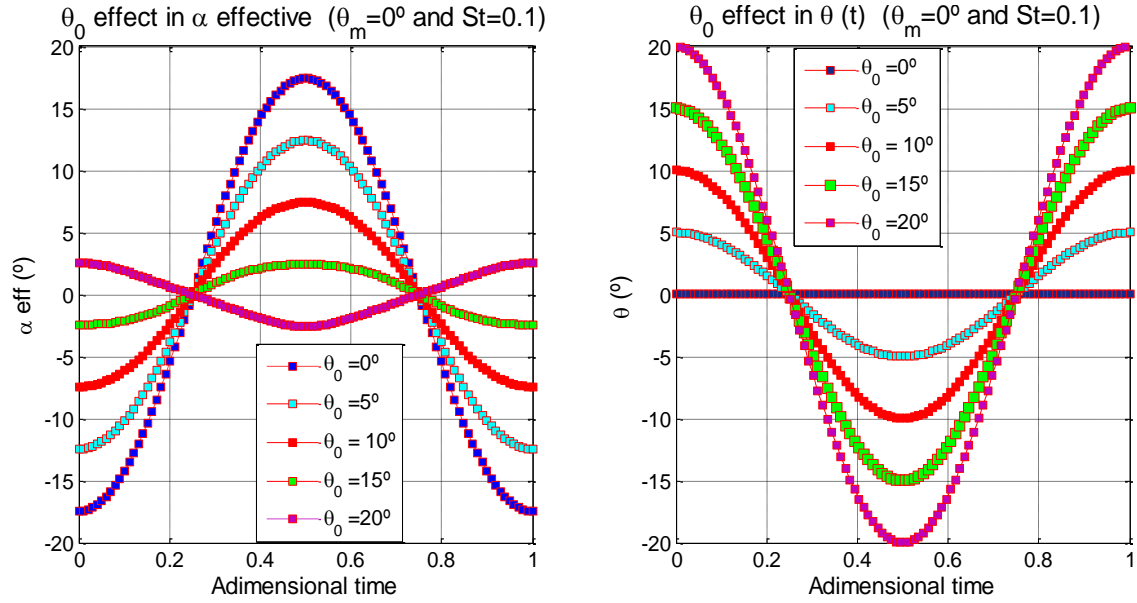 θ0 effect in α effective (θm=0º and St=0.1)
20
15
10
5
0
-5
-10
-15
-20
α eff (º)
θ0 =0º
θ0 =5º
θ0 = 10º
θ0 =15º
θ0 =20º
0 0.2 0.4 0.6 0.8 1
Adimensional time
θ0 effect in θ (t) (θm=0º and St=0.1)
20
15
10
5
0
-5
-10
-15
-20
θ (º)
θ0 =0º
θ0 =5º
θ0 = 10º
θ0 =15º
θ0 =20º
0 0.2 0.4 0.6 0.8 1
Adimensional time